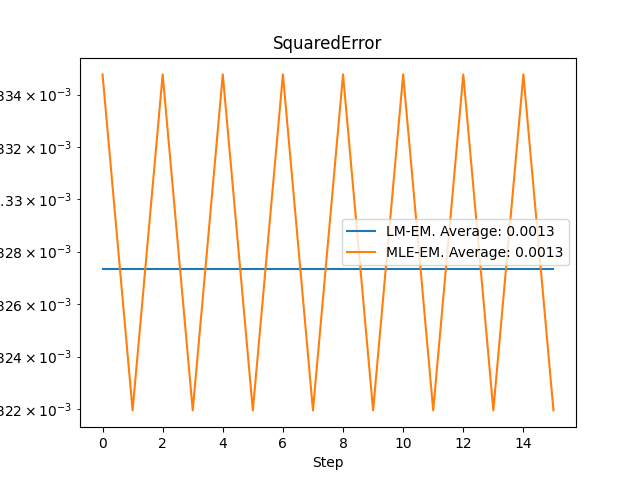 SquaredError
334 × 10⁻³
332 × 10⁻³
.33 × 10⁻³
328 × 10⁻³
326 × 10⁻³
324 × 10⁻³
322 × 10⁻³
LM-EM. Average: 0.0013
MLE-EM. Average: 0.0013
0 2 4 6 8 10 12 14
Step